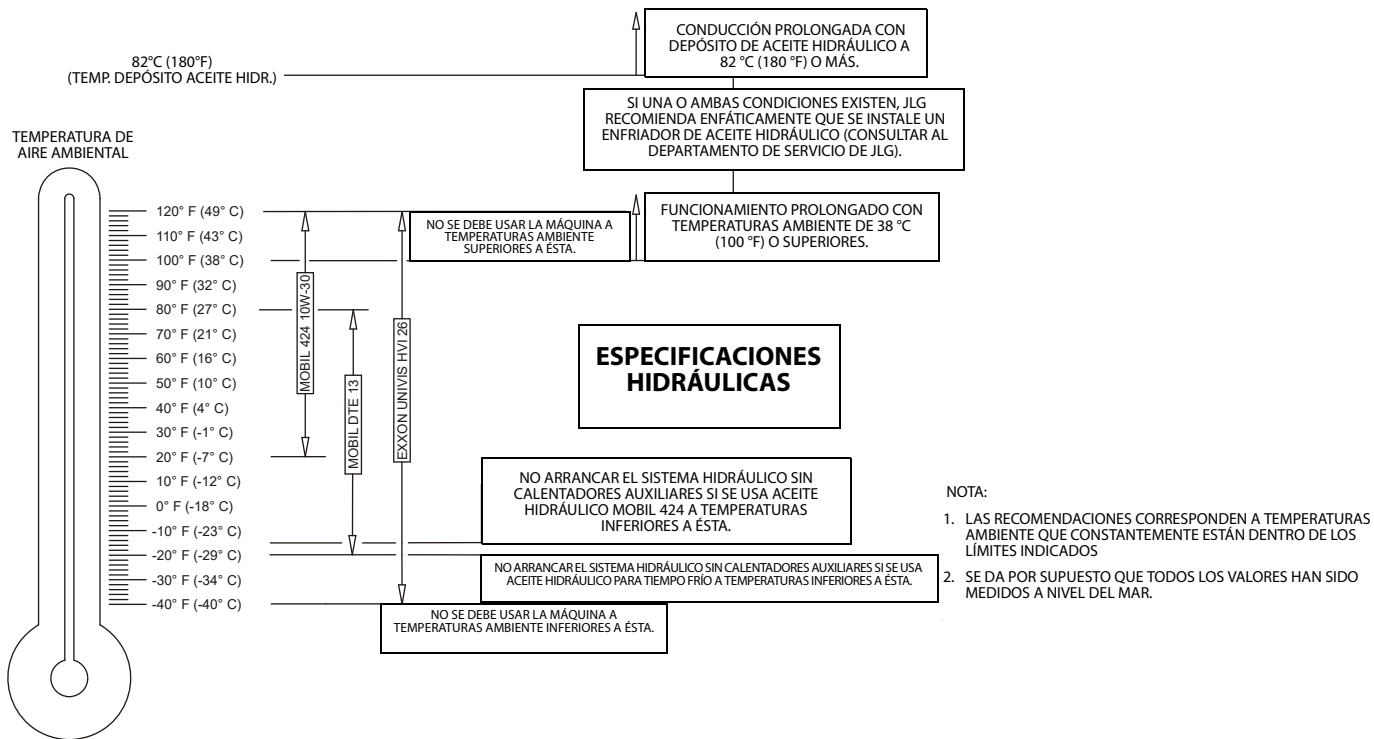 CONDUCCIÓN PROLONGADA CON
DEPÓSITO DE ACEITE HIDRÁULICO A
82 °C (180 °F) O MÁS.
82°C (180°F)
(TEMP. DEPÓSITO ACEITE HIDR.)
SI UNA O AMBAS CONDICIONES EXISTEN, JLG
RECOMIENDA ENFÁTICAMENTE QUE SE INSTALE UN
ENFRIADOR DE ACEITE HIDRÁULICO (CONSULTAR AL
DEPARTAMENTO DE SERVICIO DE JLG).
TEMPERATURA DE
AIRE AMBIENTAL
FUNCIONAMIENTO PROLONGADO CON
TEMPERATURAS AMBIENTE DE 38 °C
(100 °F) O SUPERIORES.
NO SE DEBE USAR LA MÁQUINA A
TEMPERATURAS AMBIENTE
SUPERIORES A ÉSTA.
120° F (49° C)
110° F (43° C)
100° F (38° C)
90° F (32° C)
80° F (27° C)
70° F (21° C)
60° F (16° C)
50° F (10° C)
40° F (4° C)
30° F (-1° C)
20° F (-7° C)
10° F (-12° C)
0° F (-18° C)
-10° F (-23° C)
-20° F (-29° C)
-30° F (-34° C)
-40° F (-40° C)
MOBIL 424 10W-30
MOBIL DTE 13
EXXON UNIVIS HVI 26
ESPECIFICACIONES
HIDRÁULICAS
NO ARRANCAR EL SISTEMA HIDRÁULICO SIN
CALENTADORES AUXILIARES SI SE USA ACEITE
HIDRÁULICO MOBIL 424 A TEMPERATURAS
INFERIORES A ÉSTA.
NO ARRANCAR EL SISTEMA HIDRÁULICO SIN CALENTADORES AUXILIARES SI SE USA
ACEITE HIDRÁULICO PARA TIEMPO FRÍO A TEMPERATURAS INFERIORES A ÉSTA.
NO SE DEBE USAR LA MÁQUINA A
TEMPERATURAS AMBIENTE INFERIORES A ÉSTA.
NOTA:
1. LAS RECOMENDACIONES CORRESPONDEN A TEMPERATURAS
AMBIENTE QUE CONSTANTEMENTE ESTÁN DENTRO DE LOS
LÍMITES INDICADOS
2. SE DA POR SUPUESTO QUE TODOS LOS VALORES HAN SIDO
MEDIDOS A NIVEL DEL MAR.